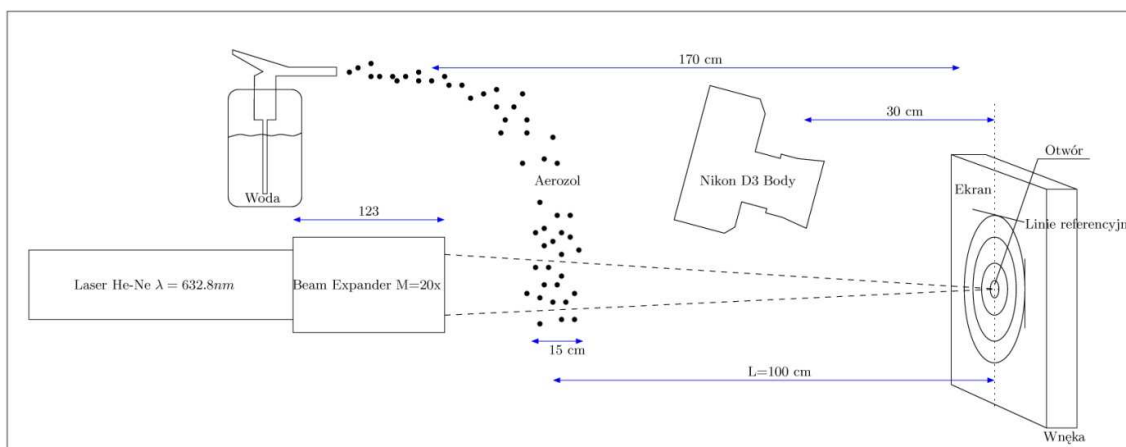 170 cm
30 cm
Otwór
Nikon D3 Body
Ekran
Aerozol
Woda
123
Linie referencyjn
Laser He-Ne λ = 632.8nm
Beam Expander M=20x
15 cm
L=100 cm
Wnęka